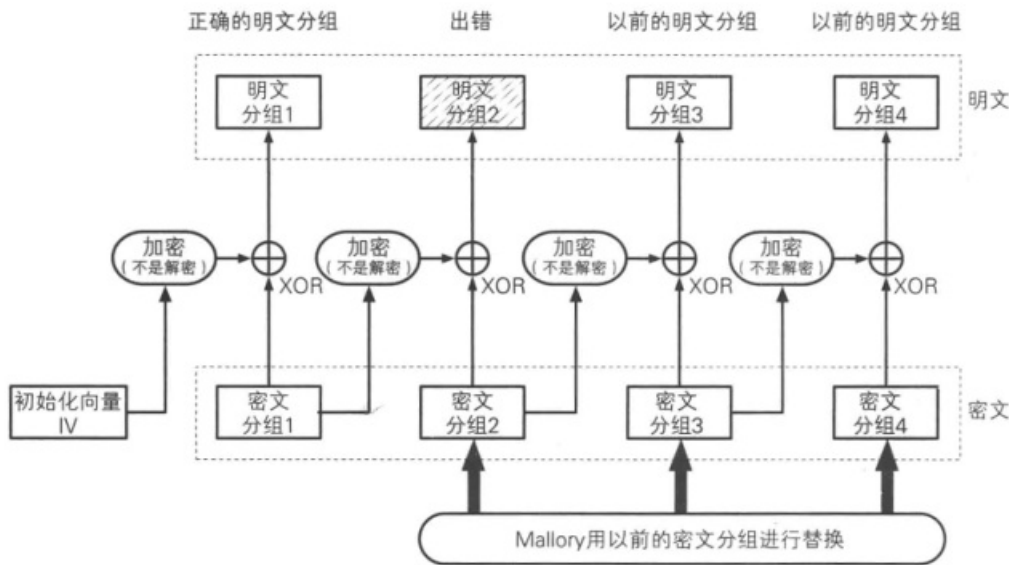 正确的明文分组 出错 以前的明文分组 以前的明文分组
明文 明文 明文 明文 明文
分组1 分组2 分组3 分组4
加密 加密 加密 加密
(不是解密) (不是解密) (不是解密) (不是解密)
XOR XOR XOR XOR
初始化向量
IV
密文 密文 密文 密文 密文
分组1 分组2 分组3 分组4
Mallory用以前的密文分组进行替换